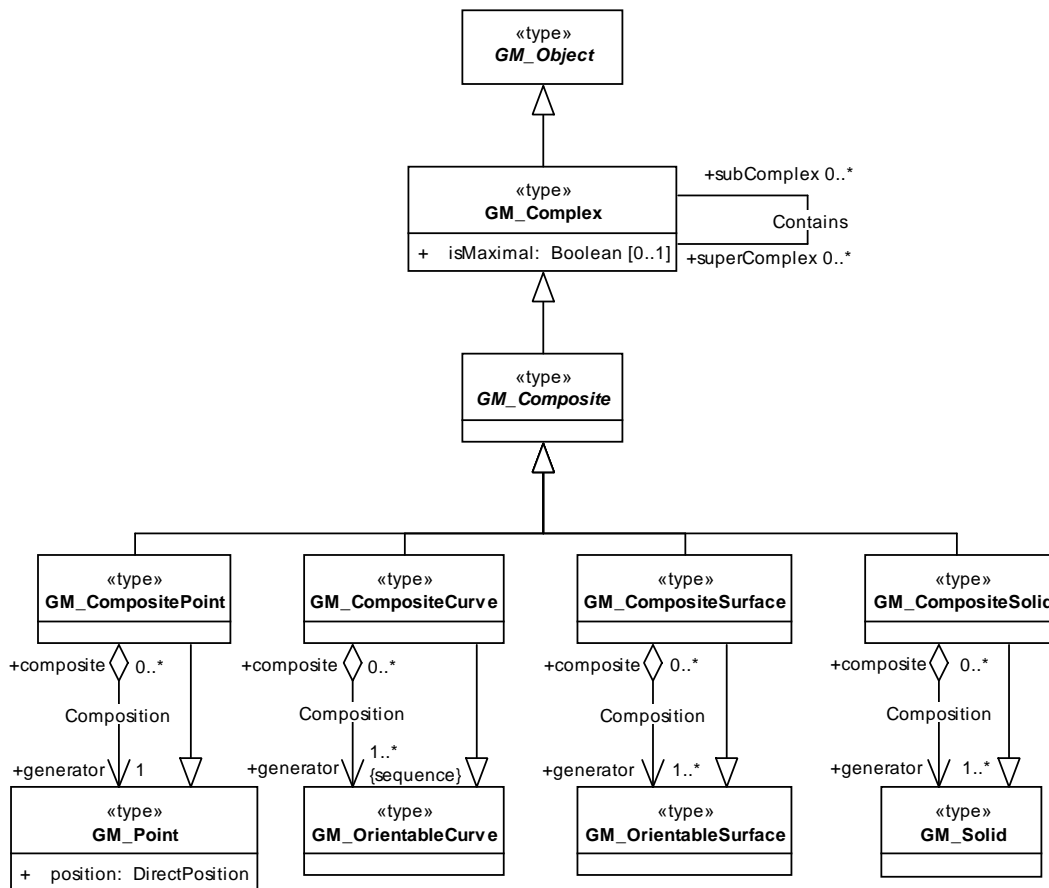 «type»
GM_Object
«type»
GM_Complex
+ isMaximal: Boolean [0..1]
+subComplex 0..*
Contains
+superComplex 0..*
«type»
GM_Composite
«type»
GM_CompositePoint
«type»
GM_CompositeCurve
«type»
GM_CompositeSurface
«type»
GM_CompositeSolid
+composite 0..*
+composite 0..*
+composite 0..*
+composite 0..*
Composition
Composition
Composition
Composition
+generator 1
+generator 1..*
{sequence}
+generator 1..*
+generator 1..*
«type»
GM_Point
+ position: DirectPosition
«type»
GM_OrientableCurve
«type»
GM_OrientableSurface
«type»
GM_Solid